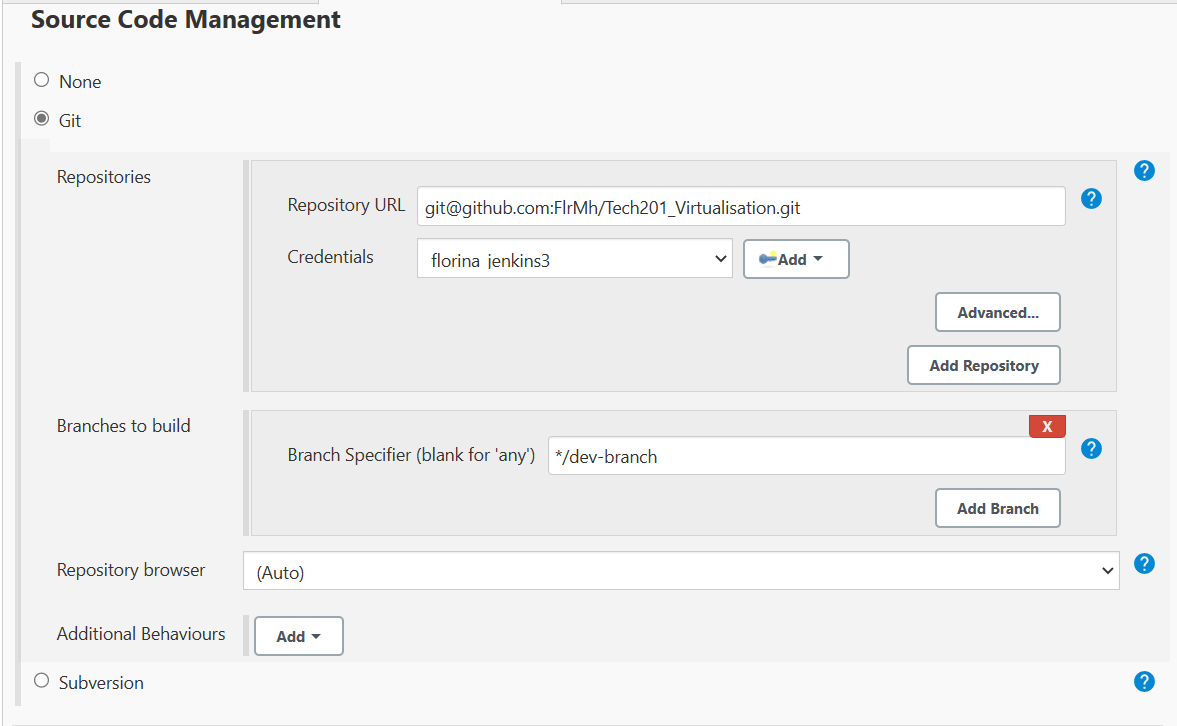 Source Code Management
None
Git
Repositories
?
Repository URL git@github.com:FlrMh/Tech201_Virtualisation.git ?
Credentials florina_jenkins3 Add
Advanced...
Add Repository
Branches to build
X
Branch Specifier (blank for 'any') */dev-branch ?
Add Branch
Repository browser (Auto) ?
Additional Behaviours Add
Subversion ?